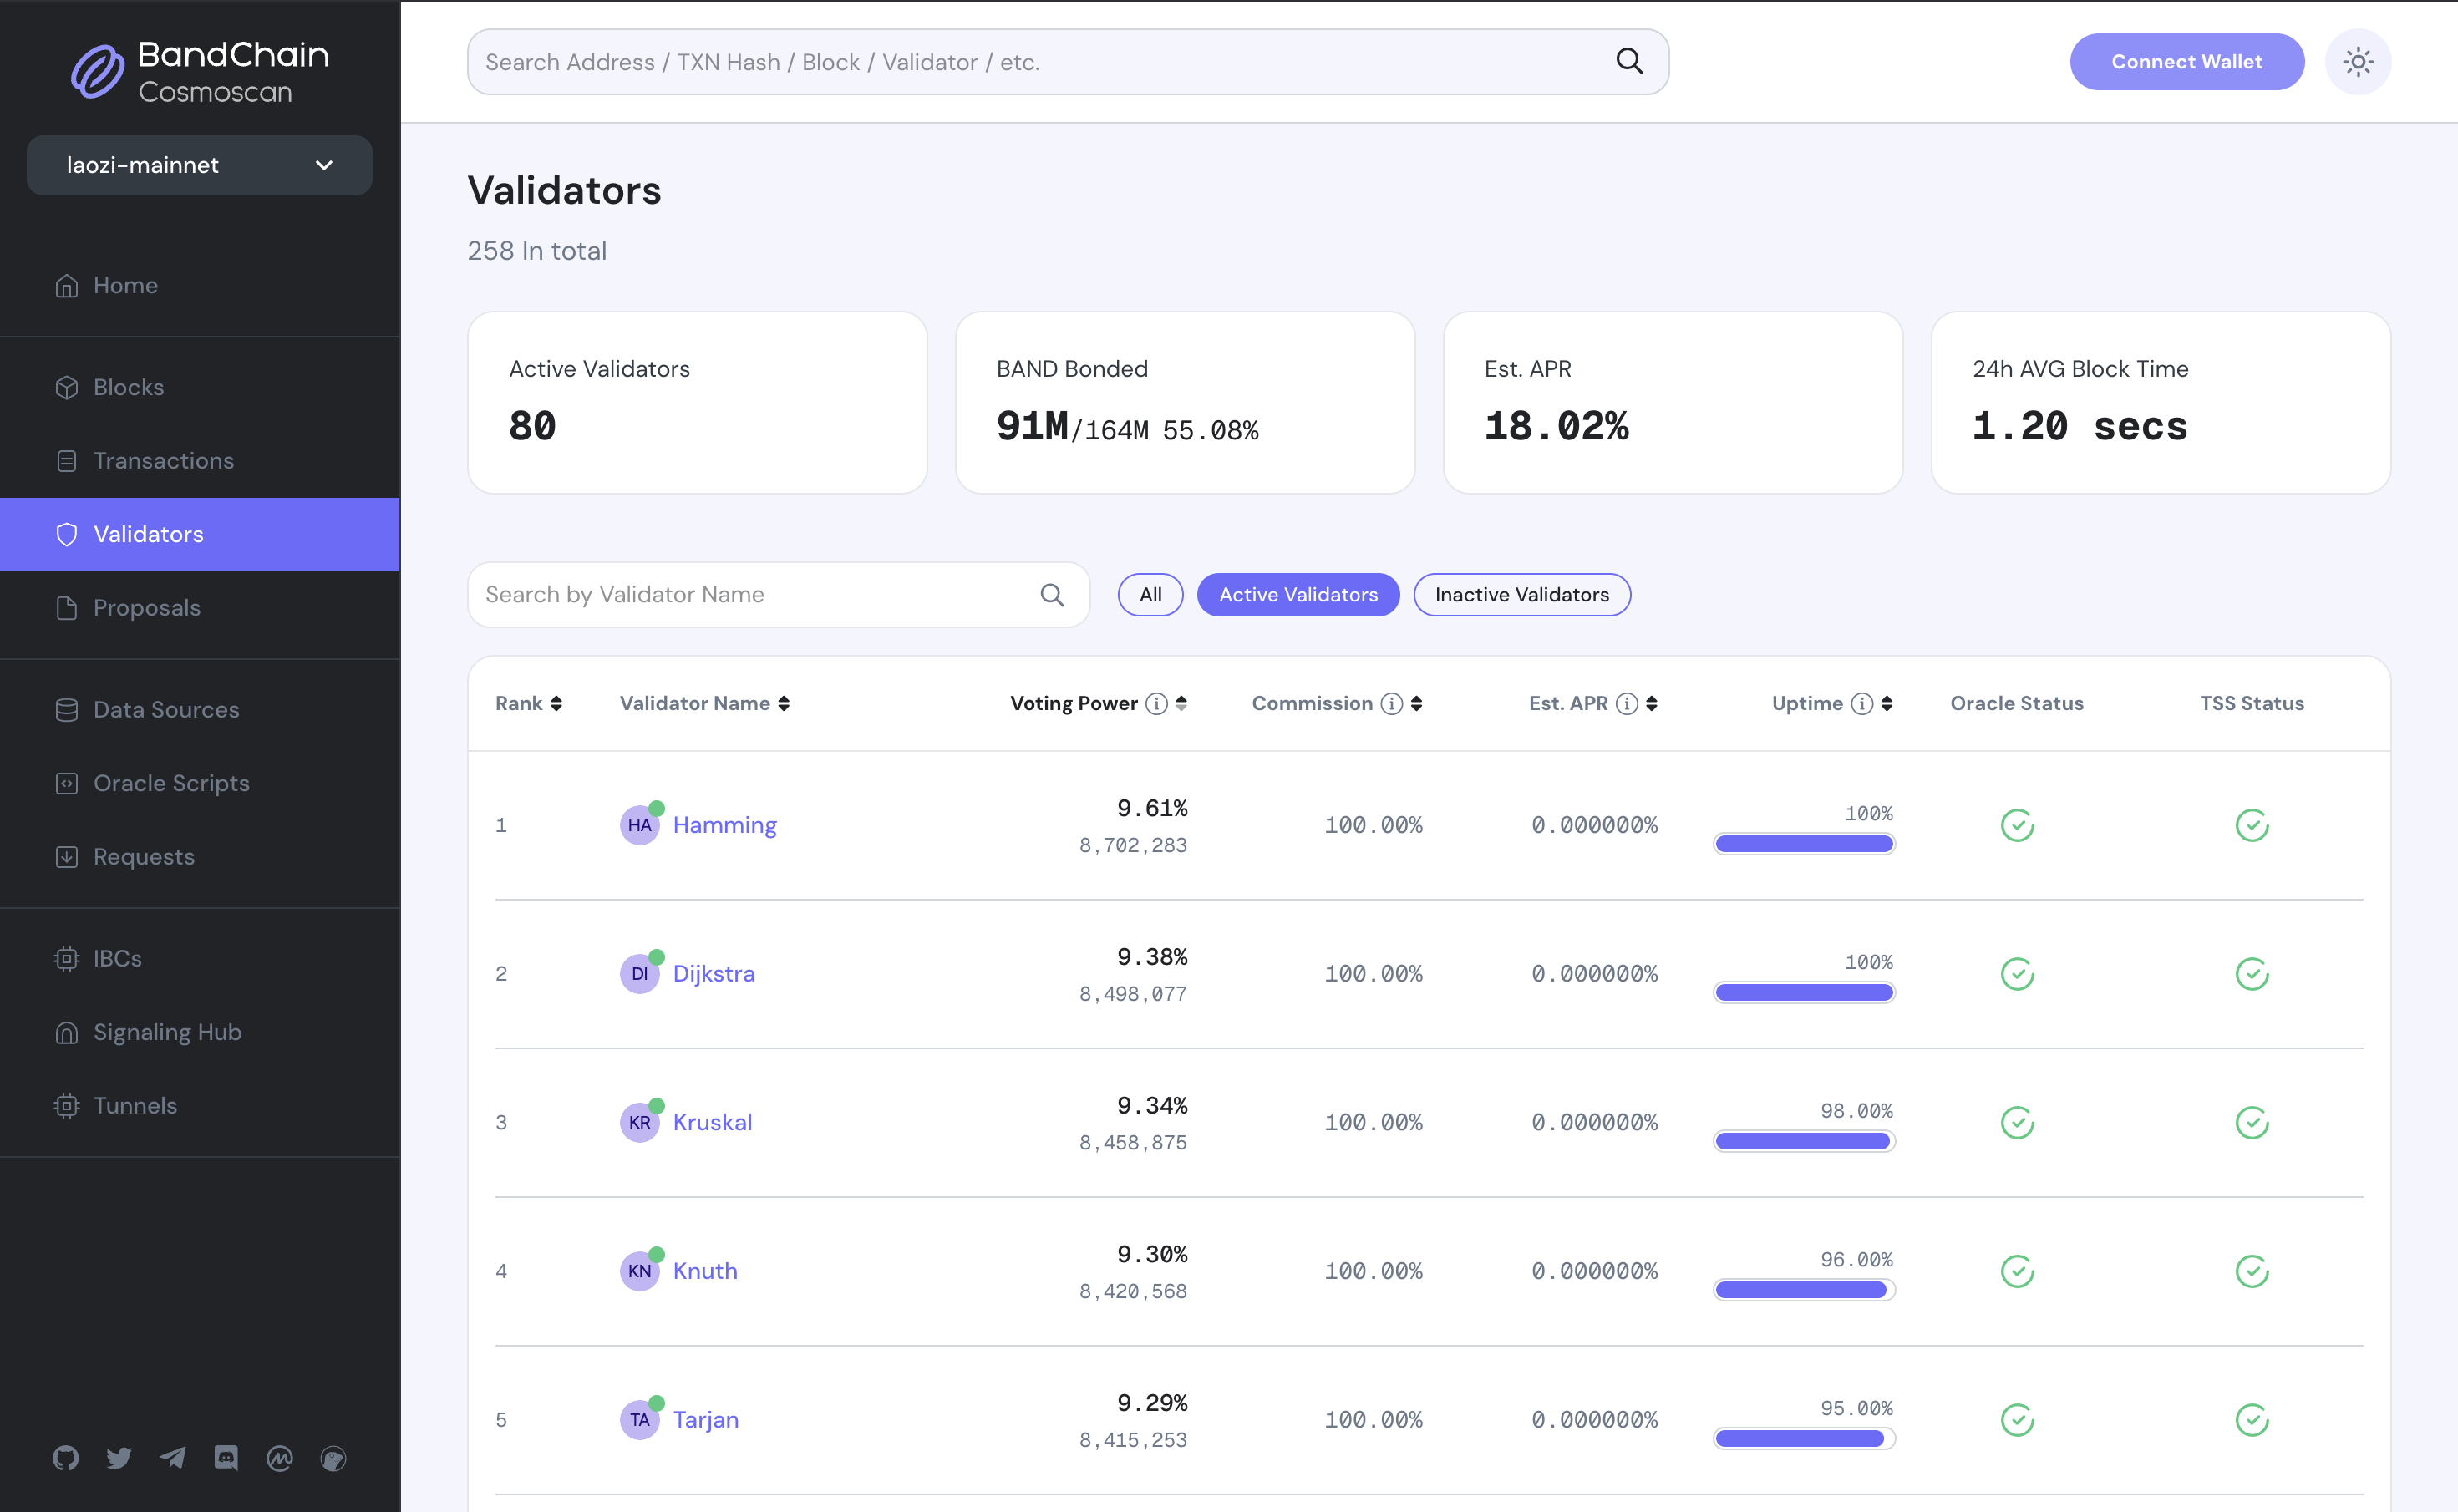 BandChain
Cosmoscan
laozi-mainnet
Home
Blocks
Transactions
Validators
Proposals
Data Sources
Oracle Scripts
Requests
IBCs
Signaling Hub
Tunnels
Search Address / TXN Hash / Block / Validator / etc.
Connect Wallet
Validators
258 In total
Active Validators
80
BAND Bonded
91M/164M 55.08%
Est. APR
18.02%
24h AVG Block Time
1.20 secs
Search by Validator Name
All
Active Validators
Inactive Validators
Rank Validator Name Voting Power Commission Est. APR Uptime Oracle Status TSS Status
1 HA Hamming 9.61% 8,702,283 100.00% 0.000000% 100%
2 DI Dijkstra 9.38% 8,498,077 100.00% 0.000000% 100%
3 KR Kruskal 9.34% 8,458,875 100.00% 0.000000% 98.00%
4 KN Knuth 9.30% 8,420,568 100.00% 0.000000% 96.00%
5 TA Tarjan 9.29% 8,415,253 100.00% 0.000000% 95.00%